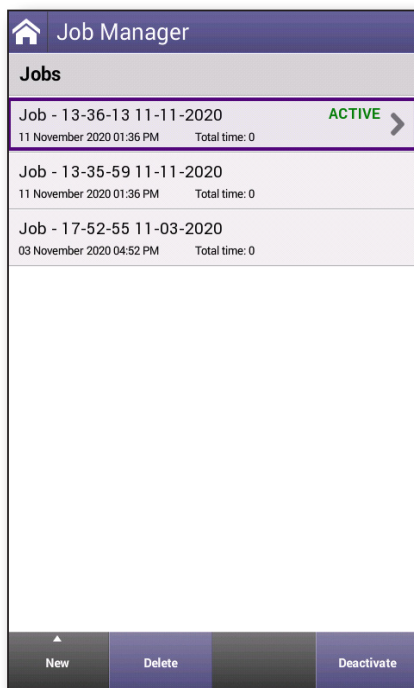 Job Manager
Jobs
Job - 13-36-13 11-11-2020 ACTIVE
11 November 2020 01:36 PM Total time: 0
Job - 13-35-59 11-11-2020
11 November 2020 01:36 PM Total time: 0
Job - 17-52-55 11-03-2020
03 November 2020 04:52 PM Total time: 0
New Delete Deactivate